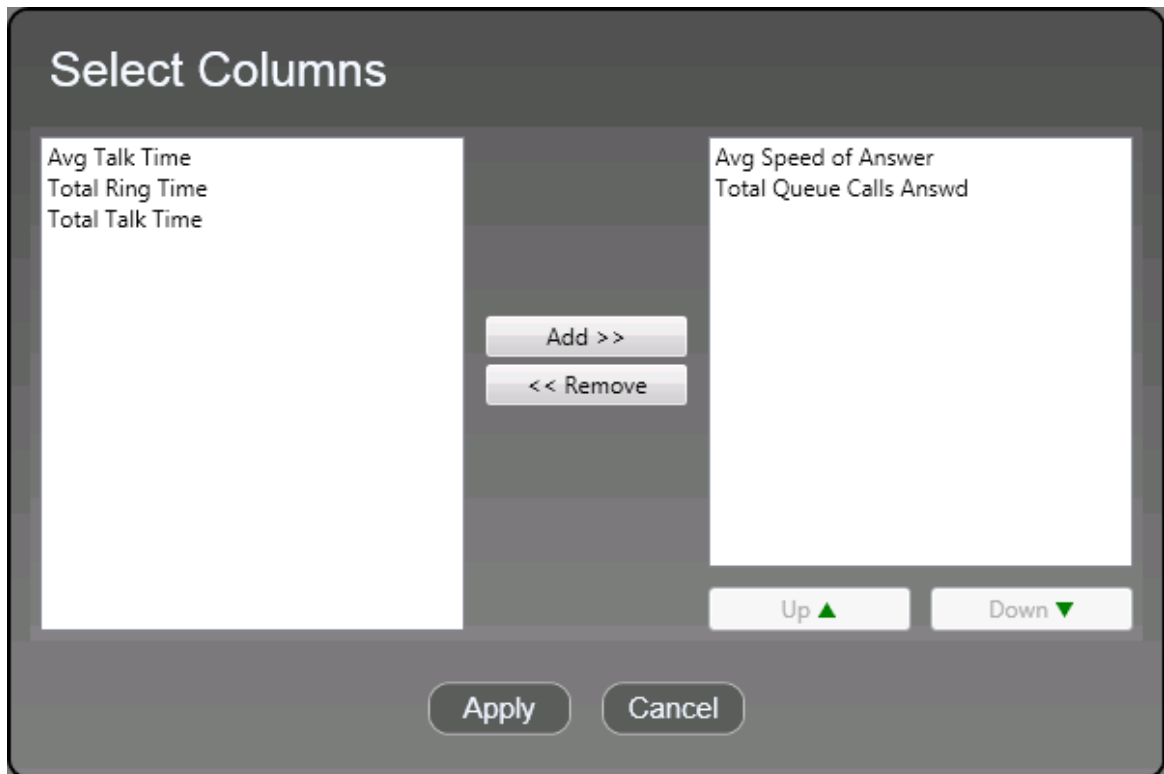 Select Columns
Avg Talk Time
Total Ring Time
Total Talk Time
Add >>
<< Remove
Avg Speed of Answer
Total Queue Calls Answd
Up ▲
Down ▼
Apply
Cancel